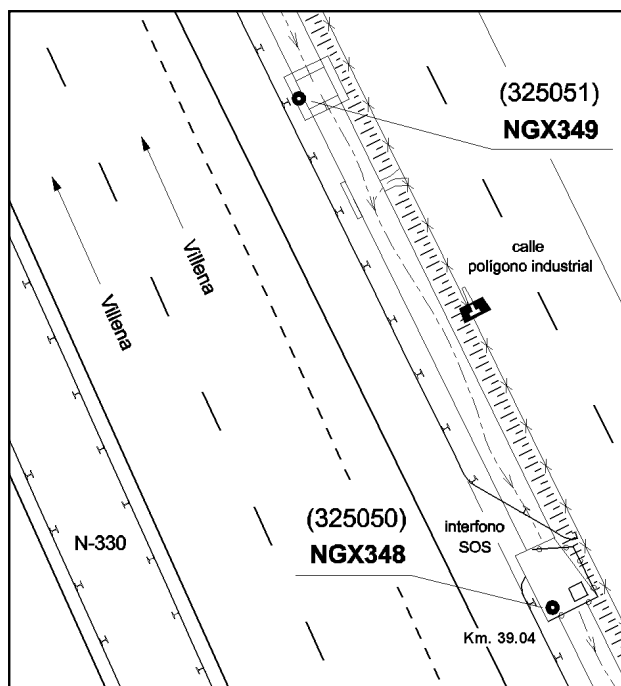 (325051)
NGX349
calle
polígono industrial
Villena
Villena
(325050)
NGX348
interfono
SOS
N-330
Km. 39.04